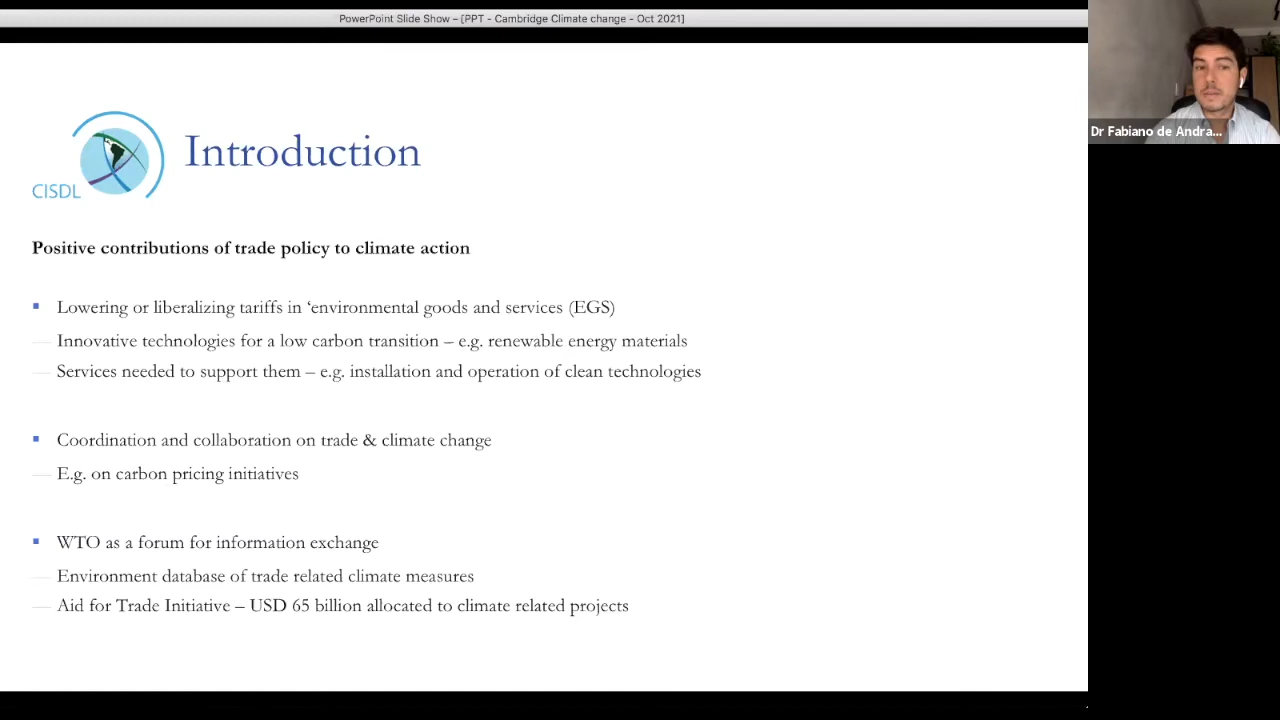 PowerPoint Slide Show – [PPT - Cambridge Climate change - Oct 2021]
Dr Fabiano de Andra...
CISDL
Introduction
Positive contributions of trade policy to climate action
▪ Lowering or liberalizing tariffs in ‘environmental goods and services (EGS)
— Innovative technologies for a low carbon transition – e.g. renewable energy materials
— Services needed to support them – e.g. installation and operation of clean technologies
▪ Coordination and collaboration on trade & climate change
— E.g. on carbon pricing initiatives
▪ WTO as a forum for information exchange
— Environment database of trade related climate measures
— Aid for Trade Initiative – USD 65 billion allocated to climate related projects